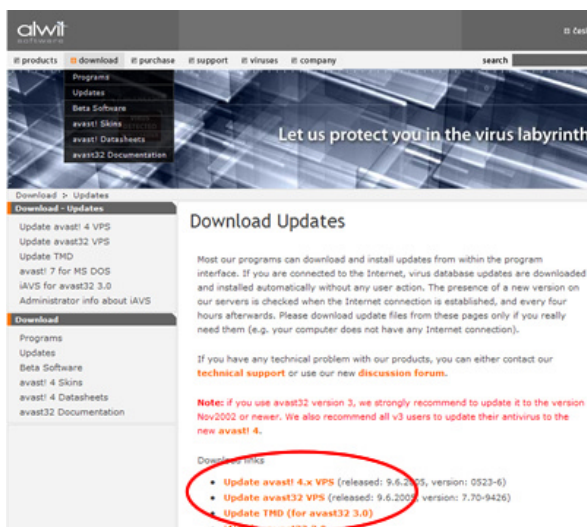 alwil
software
česk
products download purchase support viruses company search
Programs
Updates
Beta Software
avast! Skins
avast! Datasheets
avast32 Documentation
Let us protect you in the virus labyrinth
Download > Updates
Download - Updates
Update avast! 4 VPS
Update avast32 VPS
Update TMD
avast! 7 for MS DOS
iAVS for avast32 3.0
Administrator info about iAVS
Download
Programs
Updates
Beta Software
avast! 4 Skins
avast! 4 Datasheets
avast32 Documentation
Download Updates
Most our programs can download and install updates from within the program
interface. If you are connected to the Internet, virus database updates are downloaded
and installed automatically without any user action. The presence of a new version on
our servers is checked when the Internet connection is established, and every four
hours afterwards. Please download update files from these pages only if you really
need them (e.g. your computer does not have any Internet connection).
If you have any technical problem with our products, you can either contact our
technical support or use our new discussion forum.
Note: if you use avast32 version 3, we strongly recommend to update it to the version
Nov2002 or newer. We also recommend all v3 users to update their antivirus to the
new avast! 4.
Download links
Update avast! 4.x VPS (released: 9.6.2005, version: 0523-6)
Update avast32 VPS (released: 9.6.2005, version: 7.70-9426)
Update TMD (for avast32 3.0)